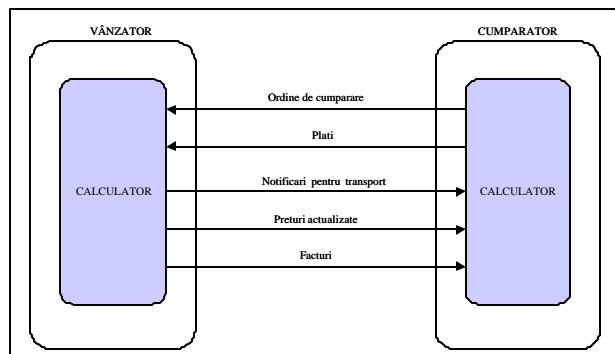 VÂNZATOR
CUMPARATOR
Ordine de cumparare
Plati
CALCULATOR
Notificari pentru transport
CALCULATOR
Preturi actualizate
Facturi